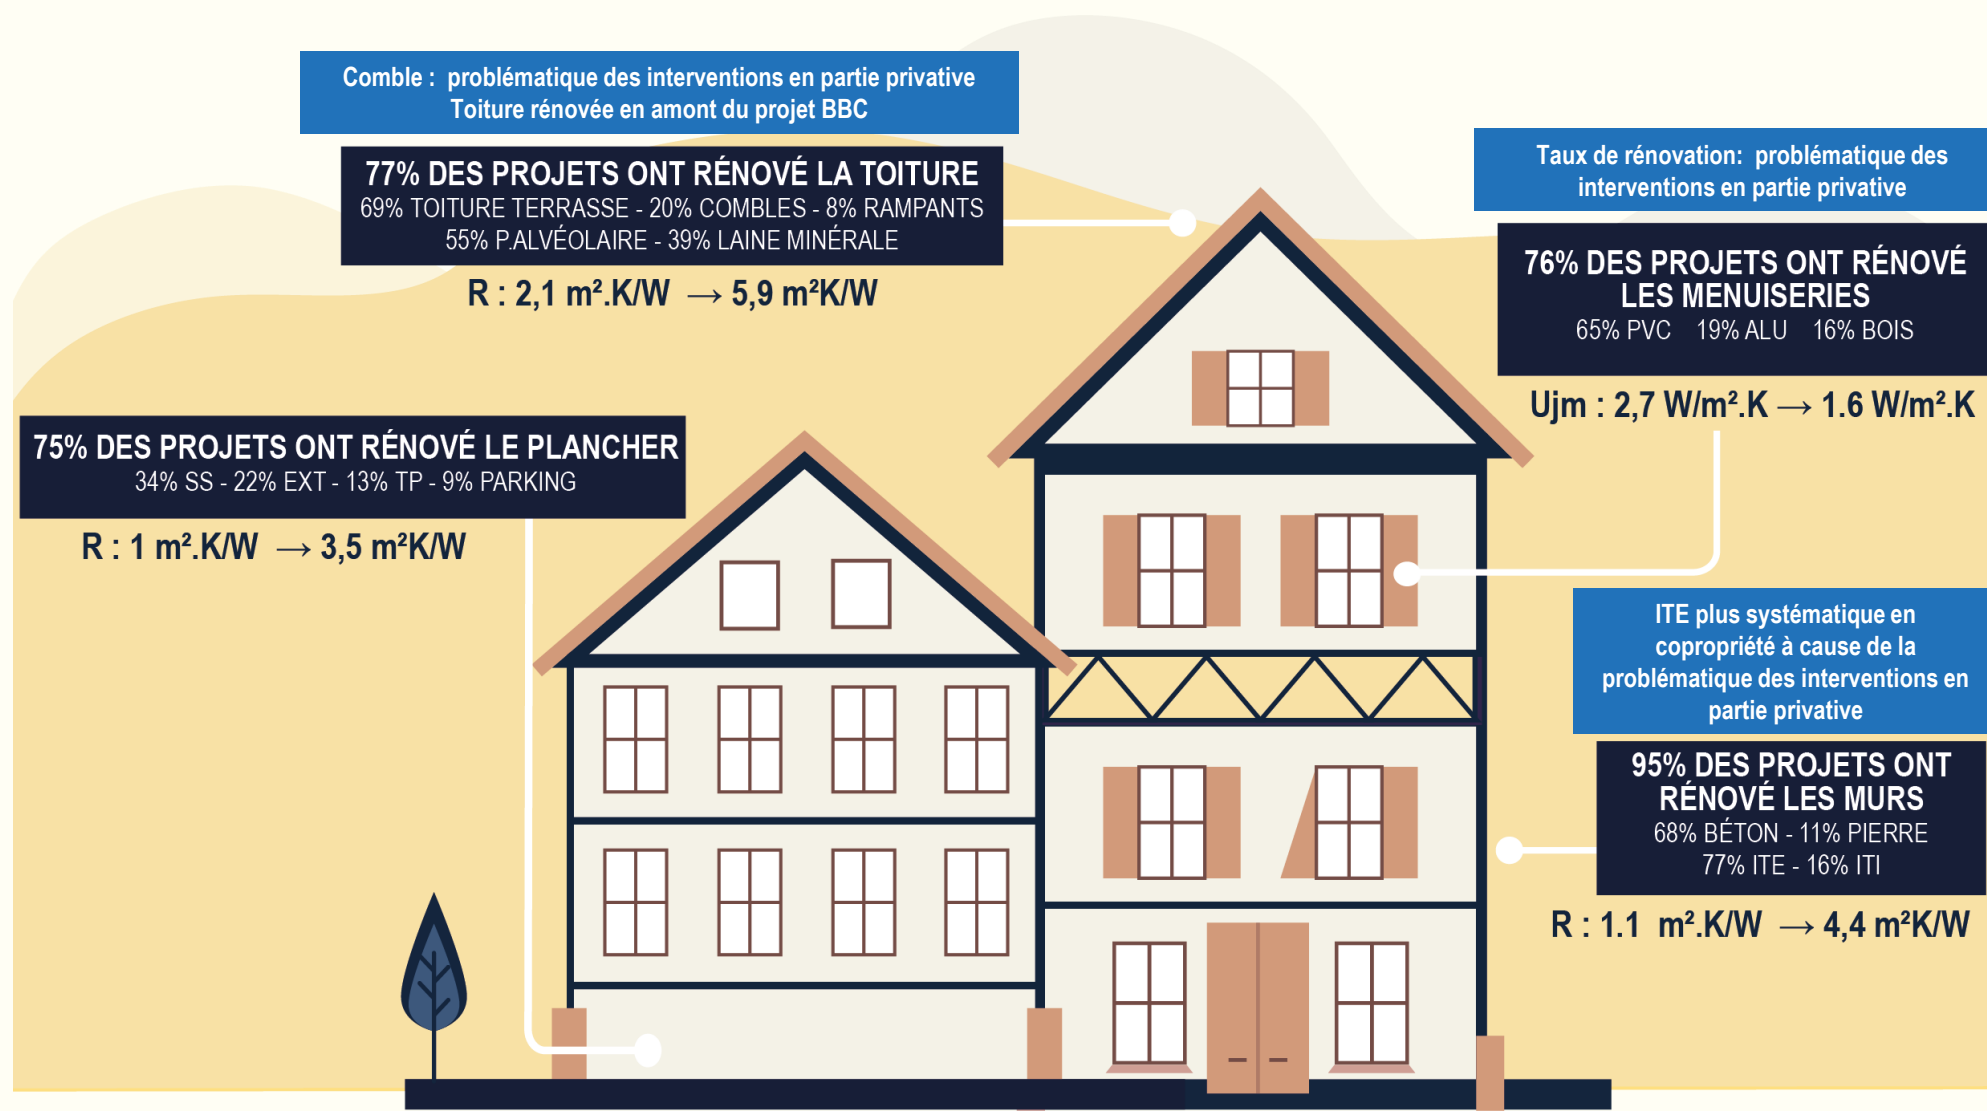 Comble : problématique des interventions en partie privative
Toiture rénovée en amont du projet BBC
77% DES PROJETS ONT RÉNOVÉ LA TOITURE
69% TOITURE TERRASSE - 20% COMBLES - 8% RAMPANTS
55% P.ALVÉOLAIRE - 39% LAINE MINÉRALE
R : 2,1 m².K/W → 5,9 m²K/W
Taux de rénovation: problématique des
interventions en partie privative
76% DES PROJETS ONT RÉNOVÉ
LES MENUISERIES
65% PVC 19% ALU 16% BOIS
Ujm : 2,7 W/m².K → 1.6 W/m².K
75% DES PROJETS ONT RÉNOVÉ LE PLANCHER
34% SS - 22% EXT - 13% TP - 9% PARKING
R : 1 m².K/W → 3,5 m²K/W
ITE plus systématique en
copropriété à cause de la
problématique des interventions en
partie privative
95% DES PROJETS ONT
RÉNOVÉ LES MURS
68% BÉTON - 11% PIERRE
77% ITE - 16% ITI
R : 1.1 m².K/W → 4,4 m²K/W